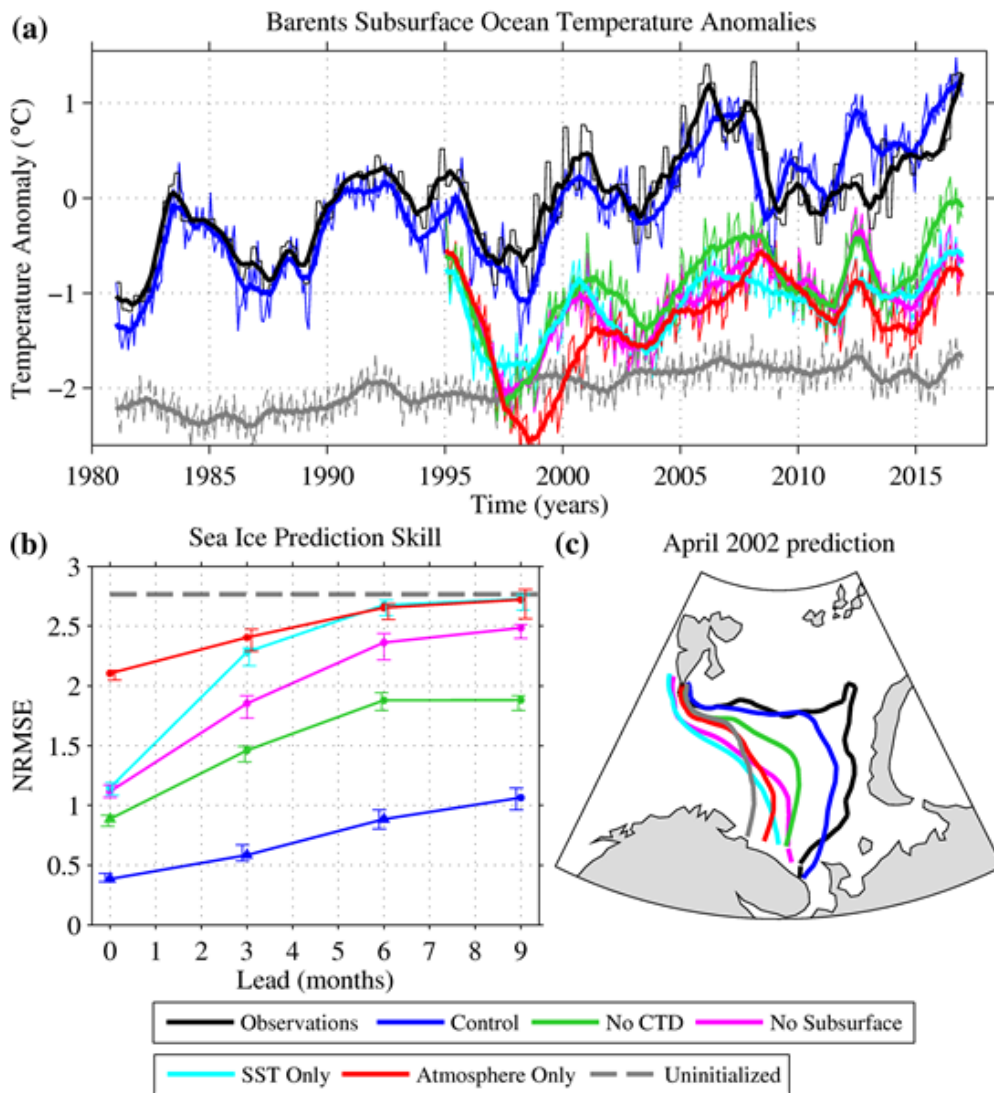 (a)
Barents Subsurface Ocean Temperature Anomalies
Temperature Anomaly (°C)
1
0
−1
−2
1980 1985 1990 1995 2000 2005 2010 2015
Time (years)
(b)
Sea Ice Prediction Skill
NRMSE
3
2.5
2
1.5
1
0.5
0
0 1 2 3 4 5 6 7 8 9
Lead (months)
(c)
April 2002 prediction
Observations Control No CTD No Subsurface
SST Only Atmosphere Only Uninitialized